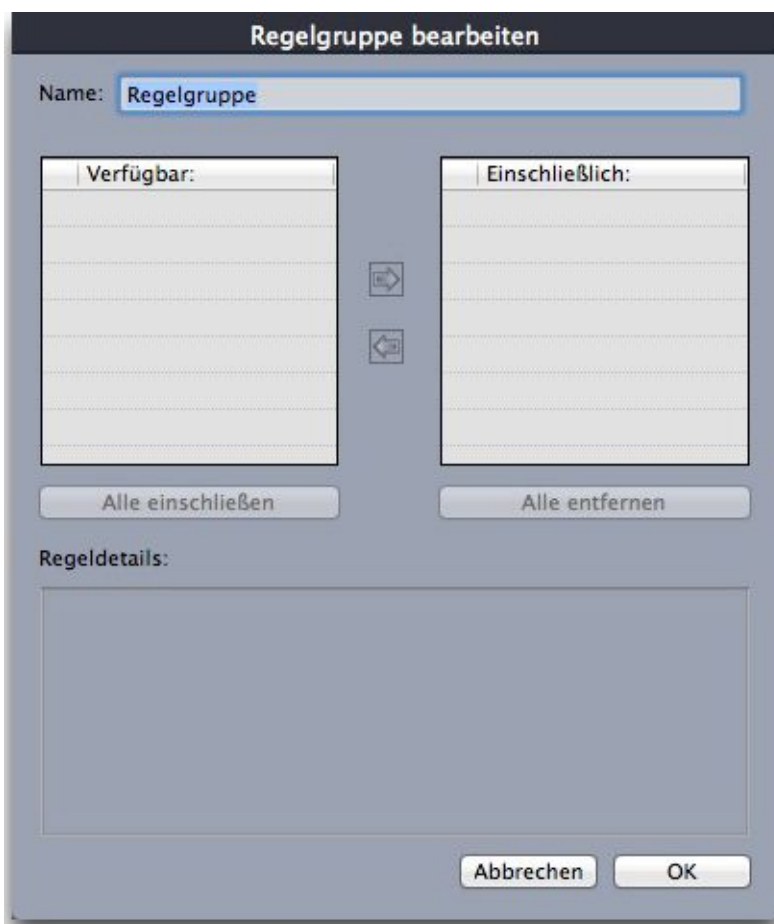 Regelgruppe bearbeiten
Name: Regelgruppe
Verfügbar:
Einschließlich:
Alle einschließen
Alle entfernen
Regeldetails:
Abbrechen
OK